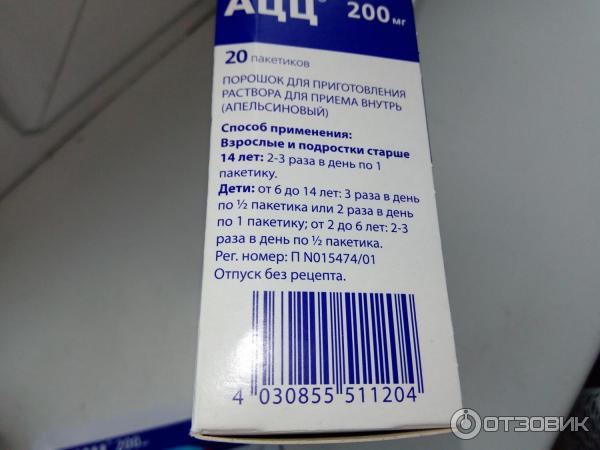 АЦЦ® 200 мг
20 пакетиков
ПОРОШОК ДЛЯ ПРИГОТОВЛЕНИЯ
РАСТВОРА ДЛЯ ПРИЕМА ВНУТРЬ
(АПЕЛЬСИНОВЫЙ)
Способ применения:
Взрослые и подростки старше
14 лет: 2-3 раза в день по 1
пакетику.
Дети: от 6 до 14 лет: 3 раза в день
по ½ пакетика или 2 раза в день
по 1 пакетику; от 2 до 6 лет: 2-3
раза в день по ½ пакетика.
Рег. номер: П N015474/01
Отпуск без рецепта.
4 030855 511204
200 мг
ОТЗОВИК